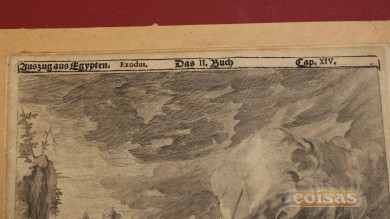 Auszug aus Egypten. Exodus. Das II. Buch Cap. XIV.
coisas